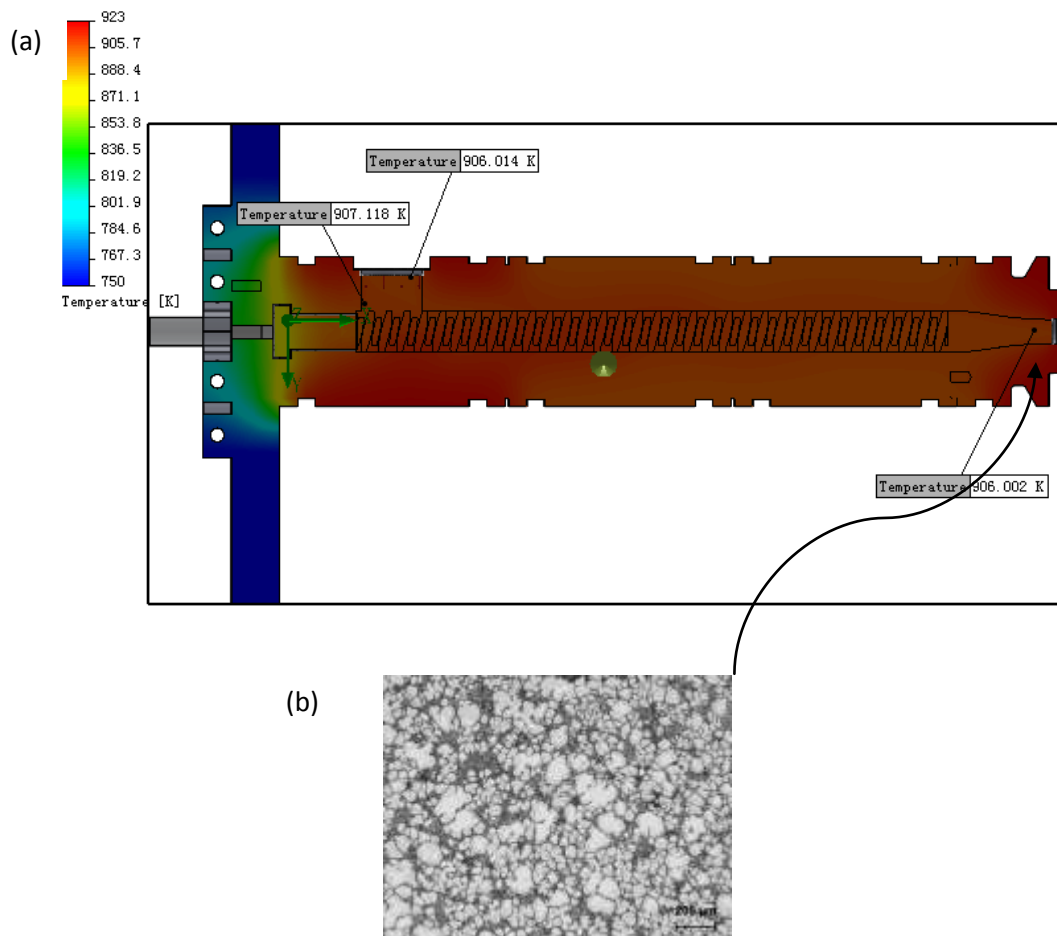 (a)
923
905.7
888.4
871.1
853.8
836.5
819.2
801.9
784.6
767.3
750
Temperature [K]
Temperature 906.014 K
Temperature 907.118 K
Y
Temperature 906.002 K
(b)